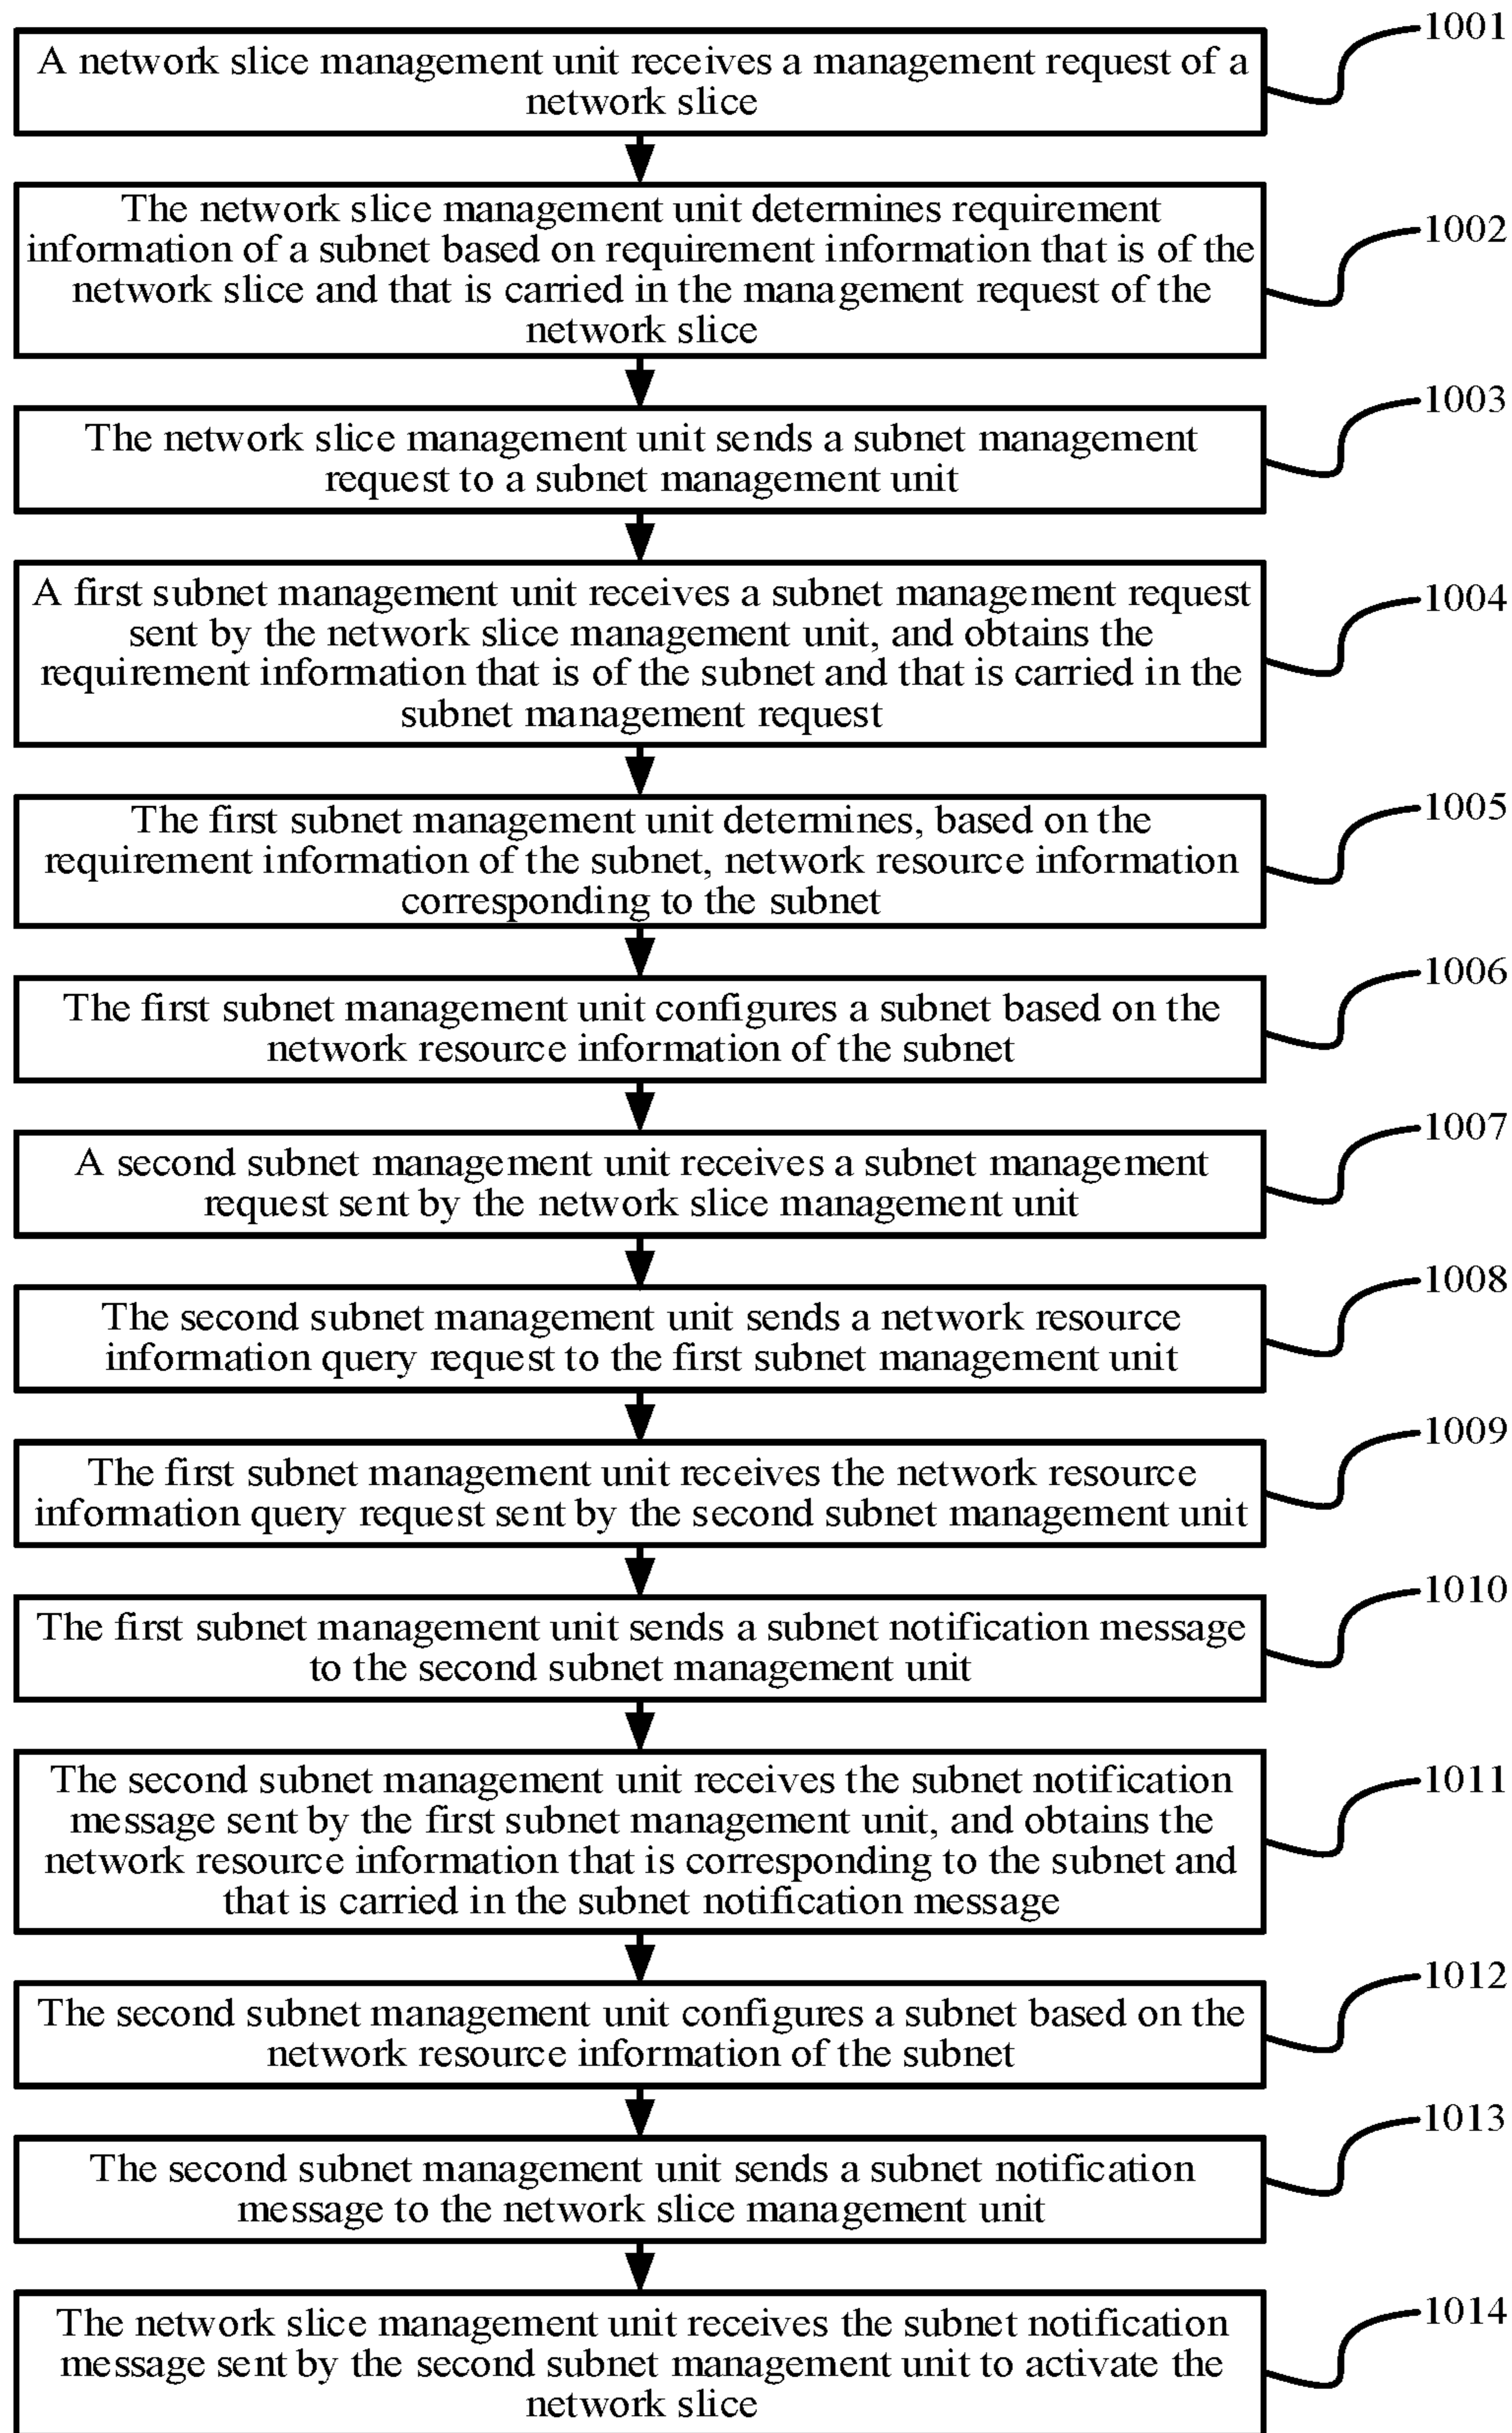 1001
A network slice management unit receives a management request of a
network slice
1002
The network slice management unit determines requirement
information of a subnet based on requirement information that is of the
network slice and that is carried in the management request of the
network slice
1003
The network slice management unit sends a subnet management
request to a subnet management unit
1004
A first subnet management unit receives a subnet management request
sent by the network slice management unit, and obtains the
requirement information that is of the subnet and that is carried in the
subnet management request
1005
The first subnet management unit determines, based on the
requirement information of the subnet, network resource information
corresponding to the subnet
1006
The first subnet management unit configures a subnet based on the
network resource information of the subnet
1007
A second subnet management unit receives a subnet management
request sent by the network slice management unit
1008
The second subnet management unit sends a network resource
information query request to the first subnet management unit
1009
The first subnet management unit receives the network resource
information query request sent by the second subnet management unit
1010
The first subnet management unit sends a subnet notification message
to the second subnet management unit
1011
The second subnet management unit receives the subnet notification
message sent by the first subnet management unit, and obtains the
network resource information that is corresponding to the subnet and
that is carried in the subnet notification message
1012
The second subnet management unit configures a subnet based on the
network resource information of the subnet
1013
The second subnet management unit sends a subnet notification
message to the network slice management unit
1014
The network slice management unit receives the subnet notification
message sent by the second subnet management unit to activate the
network slice